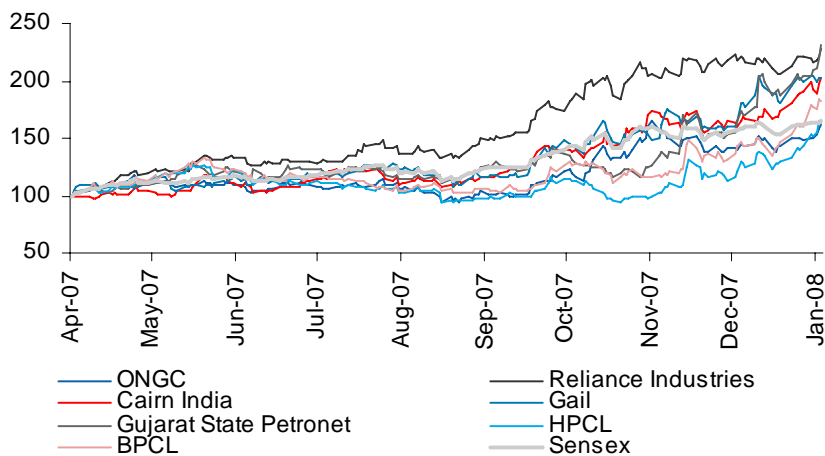 250
200
150
100
50
Apr-07
May-07
Jun-07
Jul-07
Aug-07
Sep-07
Oct-07
Nov-07
Dec-07
Jan-08
ONGC
Reliance Industries
Cairn India
Gail
Gujarat State Petronet
HPCL
BPCL
Sensex